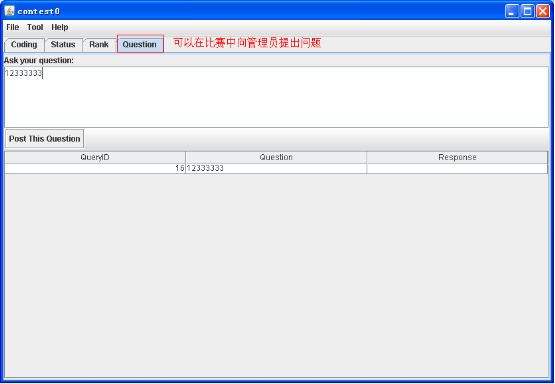 contest0
File Tool Help
Coding Status Rank Question 可以在比赛中向管理员提出问题
Ask your question:
12333333
Post This Question
QueryID Question Response
16 12333333